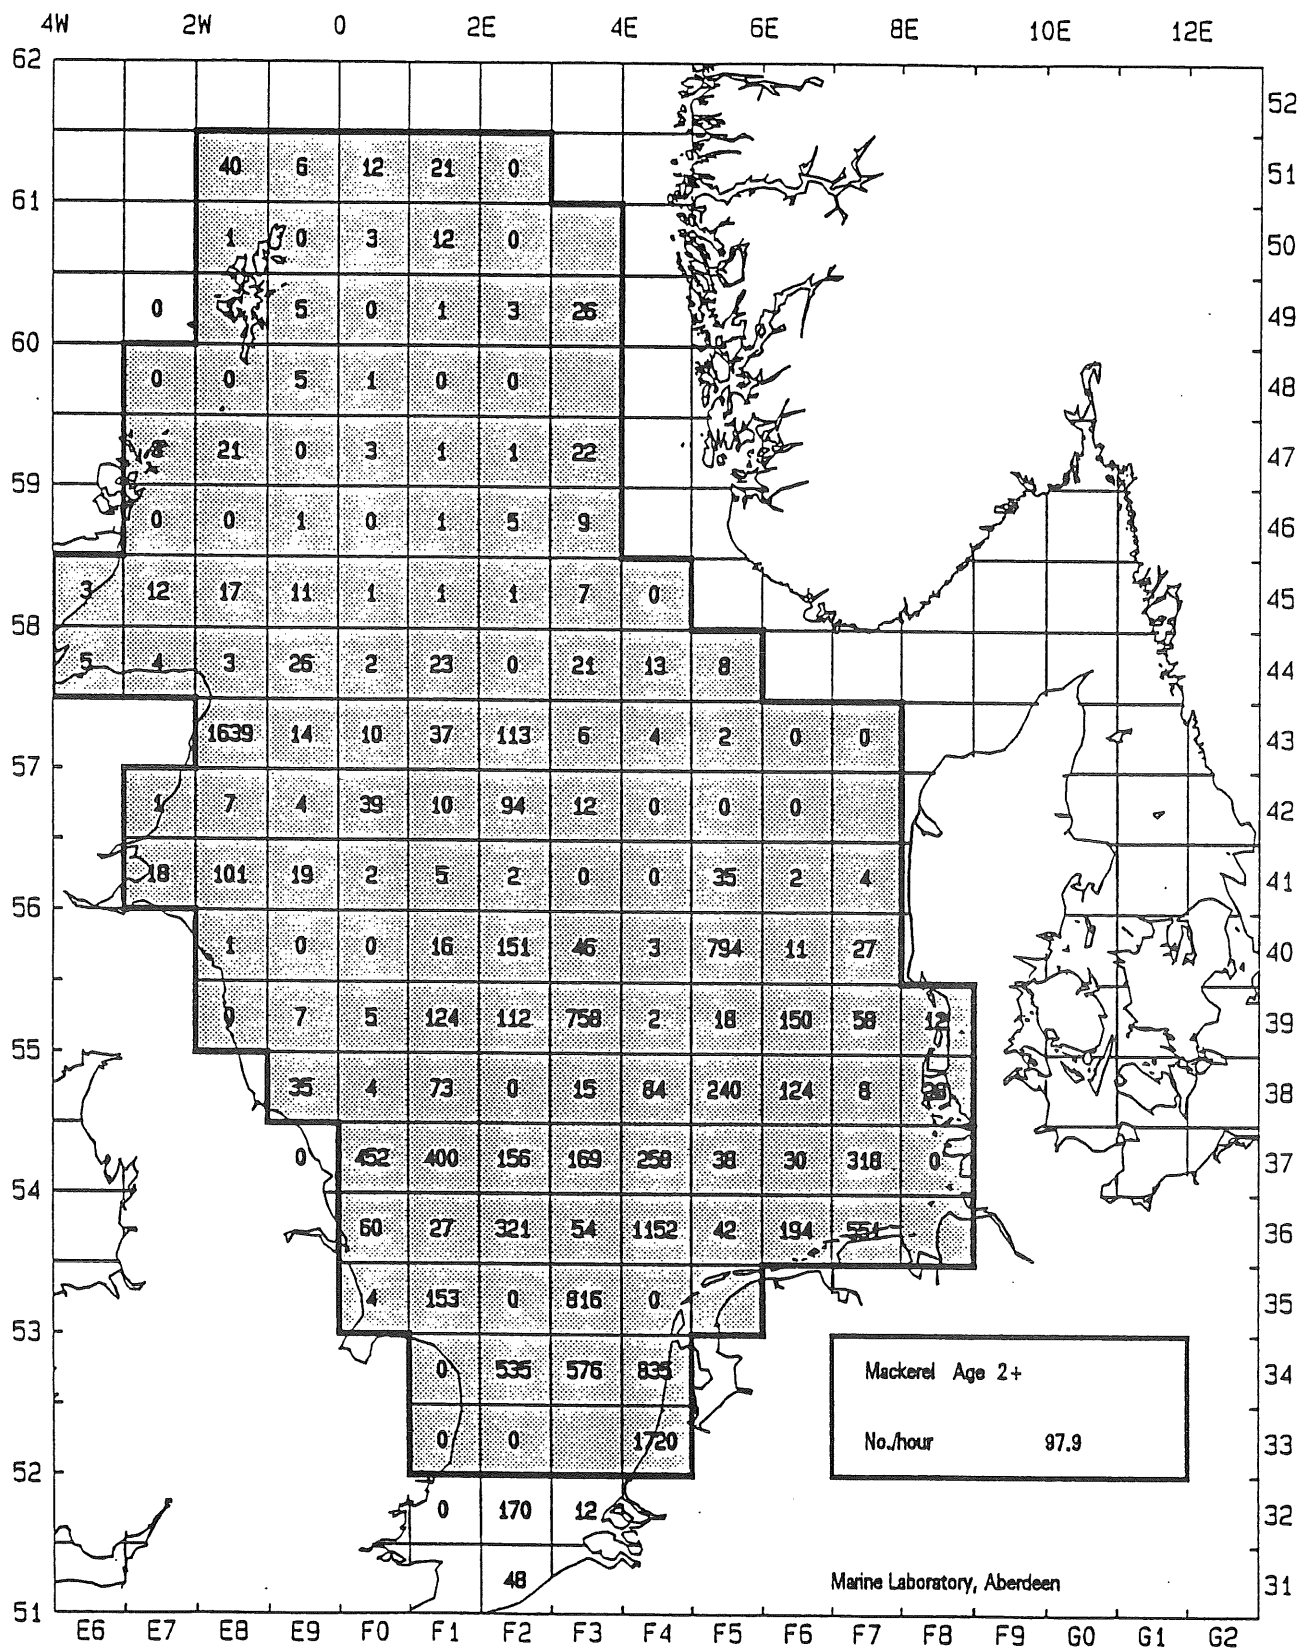 4W 2W 0 2E 4E 6E 8E 10E 12E
62
52
40 6 12 21 0 51
61
1 0 3 12 0 50
0 5 0 1 3 26 49
60
0 0 5 1 0 0 48
21 0 3 1 1 22 47
59
0 0 1 0 1 5 9 46
3 12 17 11 1 1 1 7 0 45
58
5 4 3 26 2 23 0 21 13 8 44
1639 14 10 37 113 6 4 2 0 0 43
57
1 7 4 39 10 94 12 0 0 0 42
18 101 19 2 5 2 0 0 35 2 4 41
56
1 0 0 16 151 46 3 794 11 27 40
0 7 5 124 112 758 2 18 150 58 12 39
55
35 4 73 0 15 84 240 124 8 38
0 452 400 156 169 258 38 30 318 0 37
54
60 27 321 54 1152 42 194 551 36
4 153 0 816 0 35
53
0 535 576 835 34
Mackerel Age 2+
0 0 1720 33
No./hour 97.9
52
0 170 12 32
48 31
Marine Laboratory, Aberdeen
51
E6 E7 E8 E9 F0 F1 F2 F3 F4 F5 F6 F7 F8 F9 G0 G1 G2